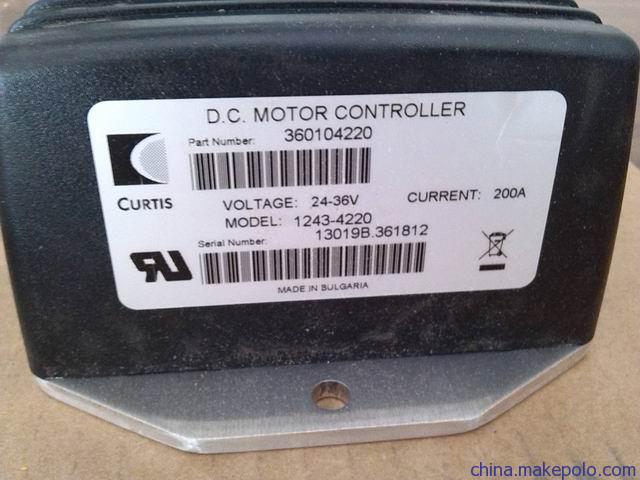 D.C. MOTOR CONTROLLER
Part Number: 360104220
CURTIS
VOLTAGE: 24-36V CURRENT: 200A
MODEL: 1243-4220
Serial Number: 13019B.361812
MADE IN BULGARIA
china.makepolo.com